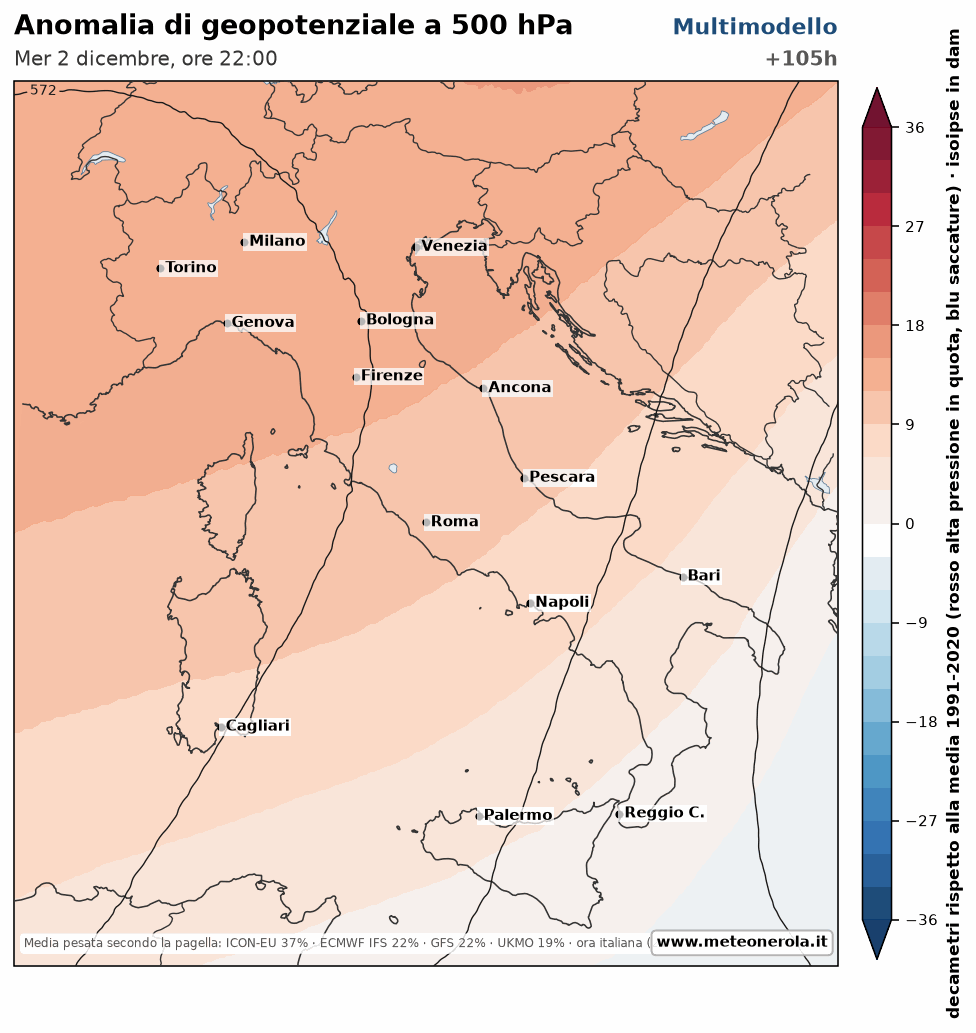 Anomalia di geopotenziale a 500 hPa
Multimodello
Mer 2 dicembre, ore 22:00
+105h
572
Milano
Venezia
Torino
Genova
Bologna
Firenze
Ancona
Pescara
Roma
Bari
Napoli
Cagliari
Palermo
Reggio C.
36
27
18
9
0
−9
−18
−27
−36
decametri rispetto alla media 1991-2020 (rosso alta pressione in quota, blu saccature) · isoipse in dam
Media pesata secondo la pagella: ICON-EU 37% · ECMWF IFS 22% · GFS 22% · UKMO 19% · ora italiana (
www.meteonerola.it